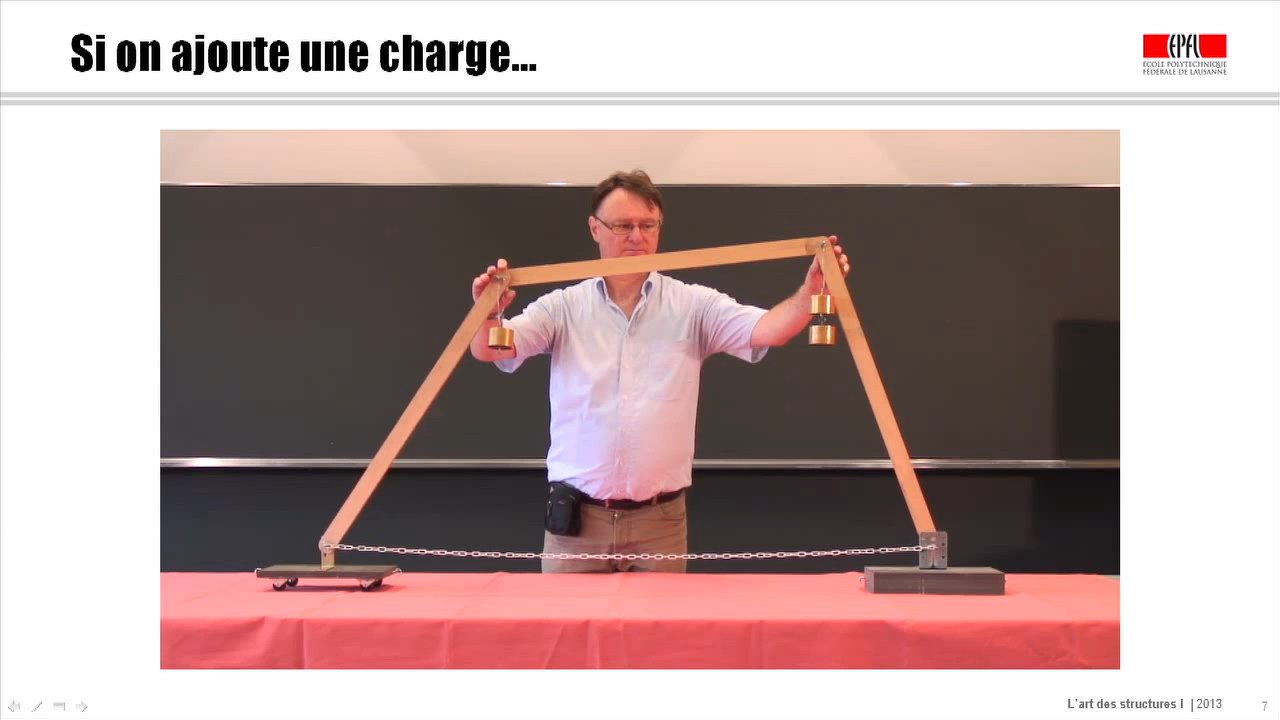 Si on ajoute une charge...
EPFL
ÉCOLE POLYTECHNIQUE
FÉDÉRALE DE LAUSANNE
L'art des structures I | 2013
7